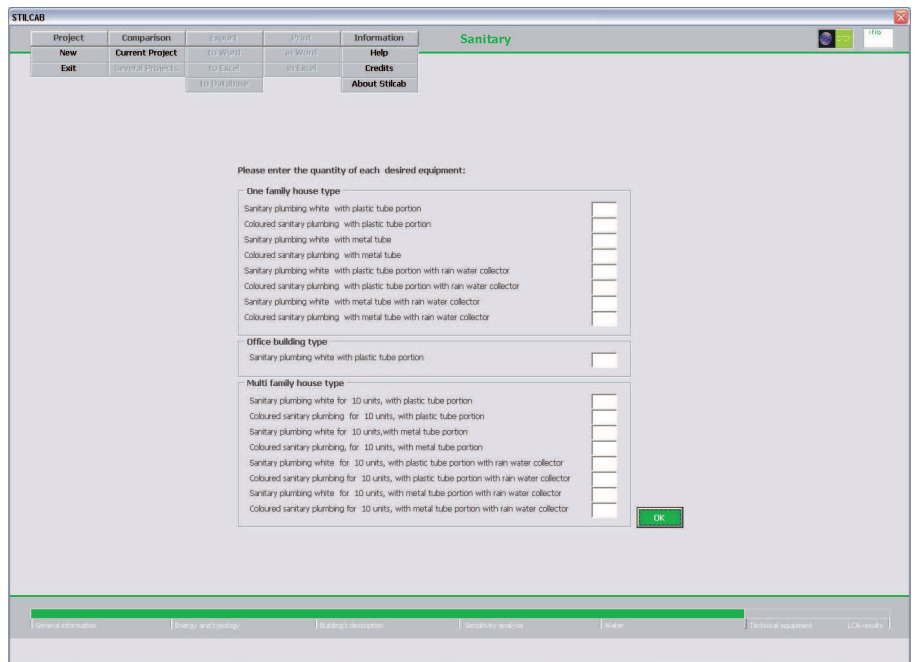 STILCAB
Project Comparison Export Print Information
New Current Project to Word in Word Help
Exit Several Projects to Excel in Excel Credits
to Database About Stilcab
Sanitary
ifib
Please enter the quantity of each desired equipment:
One family house type
Sanitary plumbing white with plastic tube portion
Coloured sanitary plumbing with plastic tube portion
Sanitary plumbing white with metal tube
Coloured sanitary plumbing with metal tube
Sanitary plumbing white with plastic tube portion with rain water collector
Coloured sanitary plumbing with plastic tube portion with rain water collector
Sanitary plumbing white with metal tube with rain water collector
Coloured sanitary plumbing with metal tube with rain water collector
Office building type
Sanitary plumbing white with plastic tube portion
Multi family house type
Sanitary plumbing white for 10 units, with plastic tube portion
Coloured sanitary plumbing for 10 units, with plastic tube portion
Sanitary plumbing white for 10 units,with metal tube portion
Coloured sanitary plumbing, for 10 units, with metal tube portion
Sanitary plumbing white for 10 units, with plastic tube portion with rain water collector
Coloured sanitary plumbing for 10 units, with plastic tube portion with rain water collector
Sanitary plumbing white for 10 units, with metal tube portion with rain water collector
Coloured sanitary plumbing for 10 units, with metal tube portion with rain water collector
OK
General information Energy and typology Building's description Sensitivity analysis Water Technical equipment LCA results